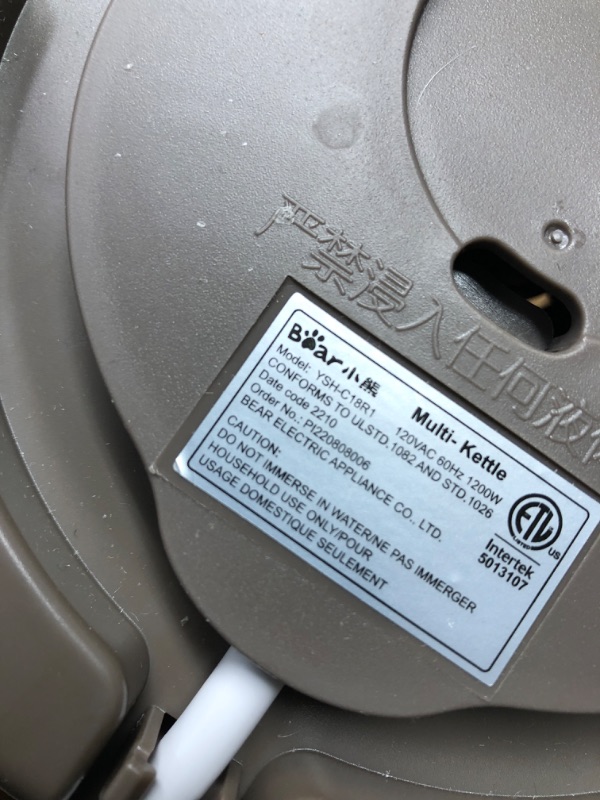 严禁浸入任何液体
Bear小熊
Multi-Kettle
Model: YSH-C18R1 120VAC 60Hz 1200W
CONFORMS TO ULSTD.1082 AND STD.1026
Date code 2210
Order No.: PI220808006
BEAR ELECTRIC APPLIANCE CO., LTD.
CAUTION:
DO NOT IMMERSE IN WATER/NE PAS IMMERGER
HOUSEHOLD USE ONLY/POUR
USAGE DOMESTIQUE SEULEMENT
ETL
LISTED
US
Intertek
5013107